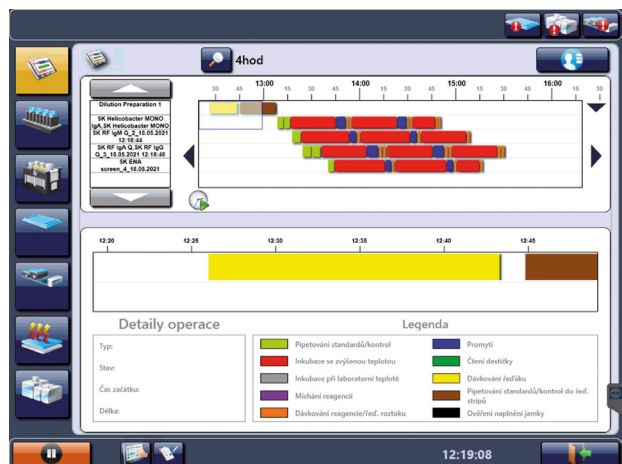 4hod
13:00 14:00 15:00 16:00
30 45 15 30 45 15 30 45 15 30 45 15 30
Dilution Preparation 1
SK Helicobacter MONO
IgA,SK Helicobacter MONO
SK RF IgM Q_2_18.05.2021
12:18:44
SK RF IgA Q,SK RF IgG
Q_3_18.05.2021 12:18:46
SK ENA
screen_4_18.05.2021
12:20 12:25 12:30 12:35 12:40 12:45
Detaily operace
Typ:
Stav:
Čas začátku:
Délka:
Legenda
Pipetování standardů/kontrol
Inkubace se zvýšenou teplotou
Inkubace při laboratorní teplotě
Míchání reagencií
Dávkování reagencie/řeď. roztoku
Promytí
Čtení destičky
Dávkování řeďáku
Pipetování standardů/kontrol do řeď.
stripů
Ověření naplnění jamky
12:19:08